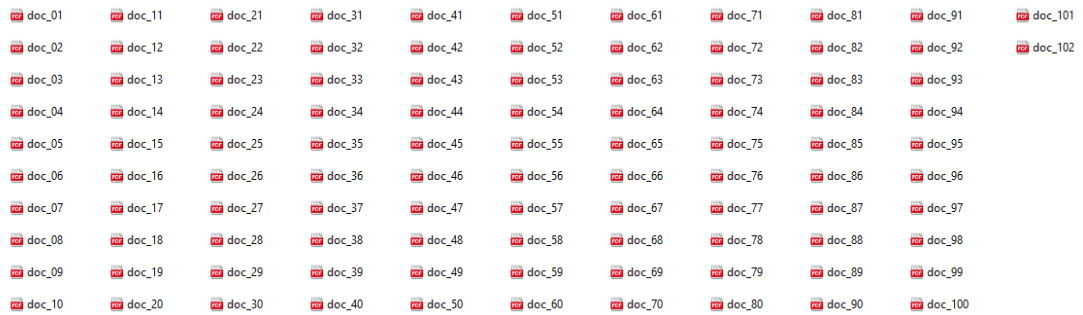 doc_01 doc_11 doc_21 doc_31 doc_41 doc_51 doc_61 doc_71 doc_81 doc_91 doc_101
doc_02 doc_12 doc_22 doc_32 doc_42 doc_52 doc_62 doc_72 doc_82 doc_92 doc_102
doc_03 doc_13 doc_23 doc_33 doc_43 doc_53 doc_63 doc_73 doc_83 doc_93
doc_04 doc_14 doc_24 doc_34 doc_44 doc_54 doc_64 doc_74 doc_84 doc_94
doc_05 doc_15 doc_25 doc_35 doc_45 doc_55 doc_65 doc_75 doc_85 doc_95
doc_06 doc_16 doc_26 doc_36 doc_46 doc_56 doc_66 doc_76 doc_86 doc_96
doc_07 doc_17 doc_27 doc_37 doc_47 doc_57 doc_67 doc_77 doc_87 doc_97
doc_08 doc_18 doc_28 doc_38 doc_48 doc_58 doc_68 doc_78 doc_88 doc_98
doc_09 doc_19 doc_29 doc_39 doc_49 doc_59 doc_69 doc_79 doc_89 doc_99
doc_10 doc_20 doc_30 doc_40 doc_50 doc_60 doc_70 doc_80 doc_90 doc_100